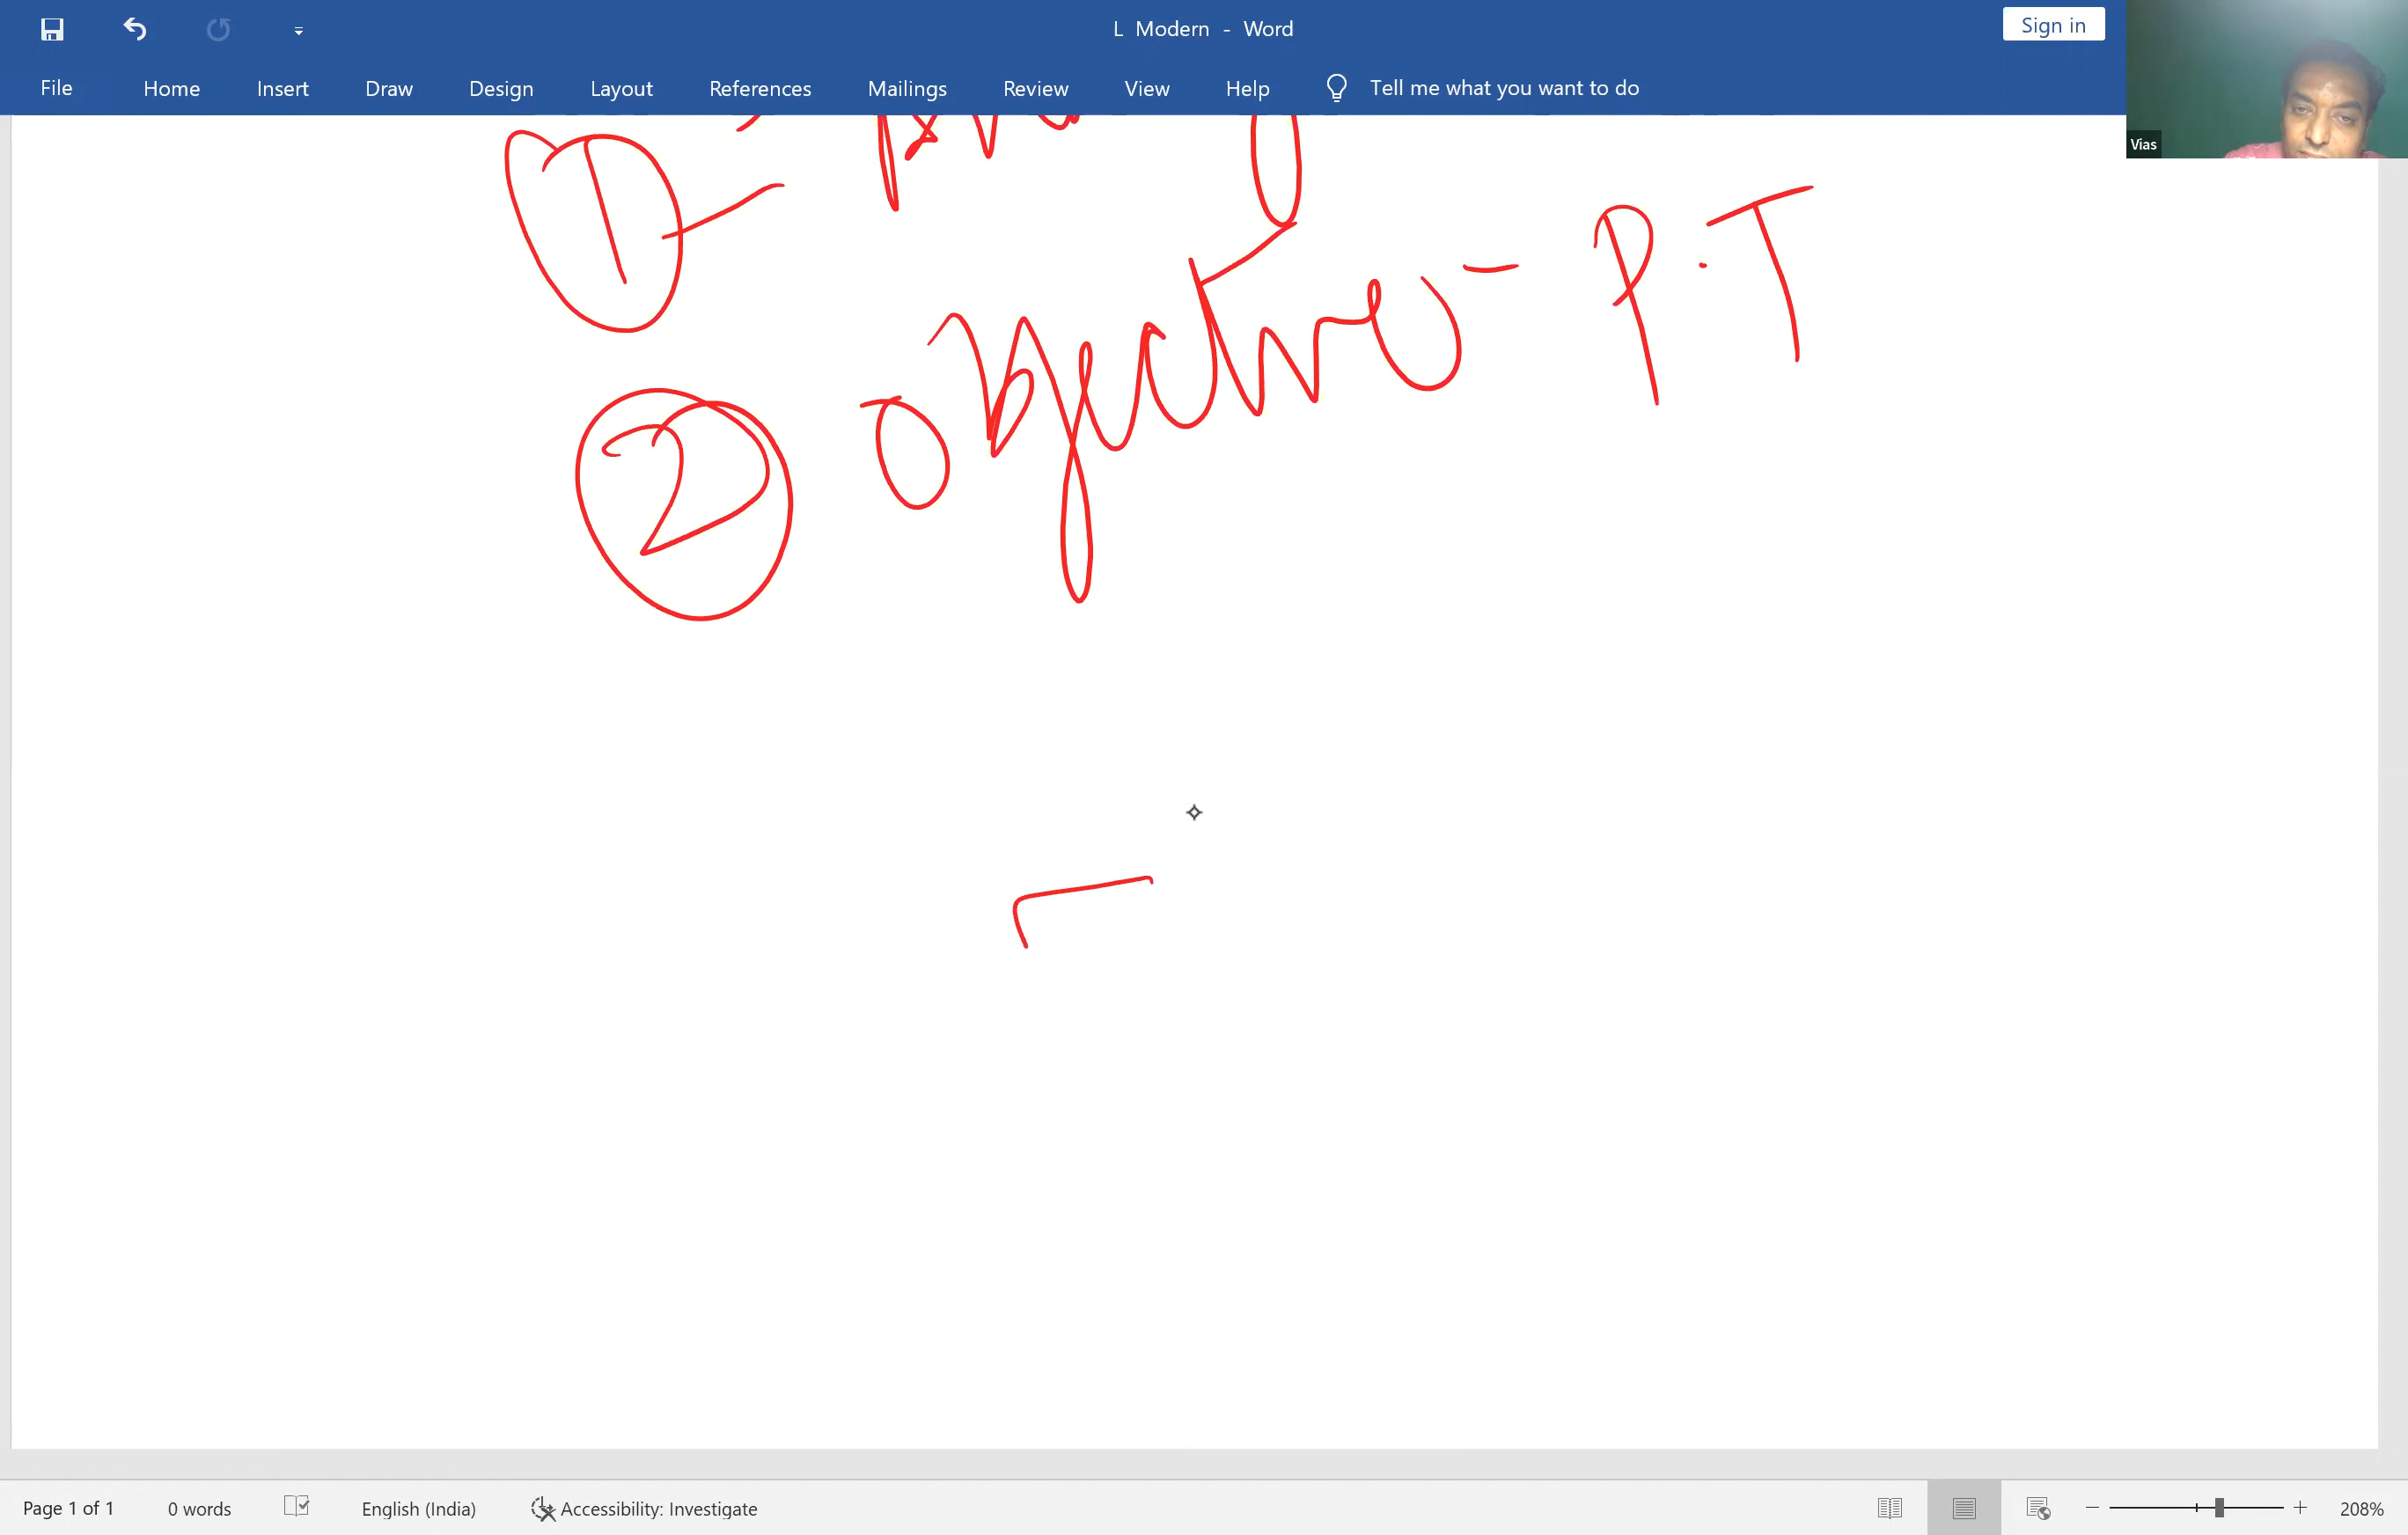 L Modern - Word
Sign in
File Home Insert Draw Design Layout References Mailings Review View Help Tell me what you want to do
Vias
1 -
2 objective - P.T
Page 1 of 1 0 words English (India) Accessibility: Investigate 208%